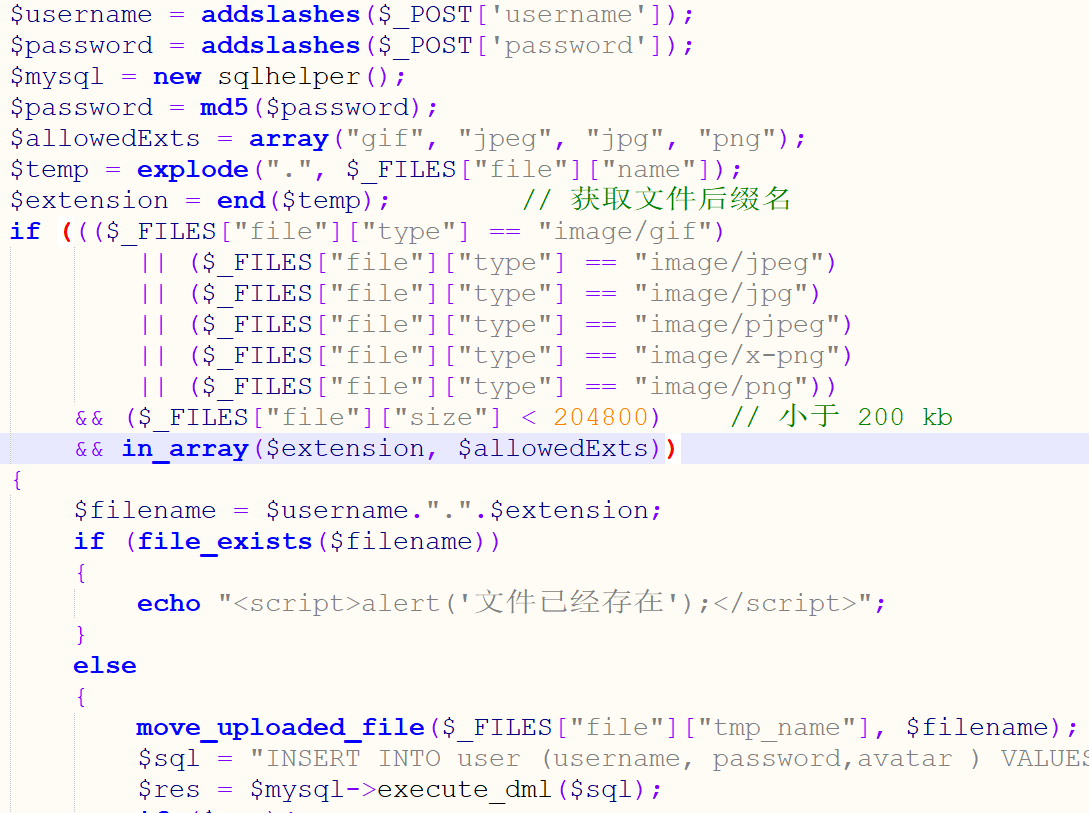 $username = addslashes($_POST['username']);
$password = addslashes($_POST['password']);
$mysql = new sqlhelper();
$password = md5($password);
$allowedExts = array("gif", "jpeg", "jpg", "png");
$temp = explode(".", $_FILES["file"]["name"]);
$extension = end($temp);        // 获取文件后缀名
if ((($_FILES["file"]["type"] == "image/gif")
        || ($_FILES["file"]["type"] == "image/jpeg")
        || ($_FILES["file"]["type"] == "image/jpg")
        || ($_FILES["file"]["type"] == "image/pjpeg")
        || ($_FILES["file"]["type"] == "image/x-png")
        || ($_FILES["file"]["type"] == "image/png"))
    && ($_FILES["file"]["size"] < 204800)    // 小于 200 kb
    && in_array($extension, $allowedExts))
{
    $filename = $username.".".$extension;
    if (file_exists($filename))
    {
        echo "<script>alert('文件已经存在');</script>";
    }
    else
    {
        move_uploaded_file($_FILES["file"]["tmp_name"], $filename);
        $sql = "INSERT INTO user (username, password,avatar ) VALUES
        $res = $mysql->execute_dml($sql);